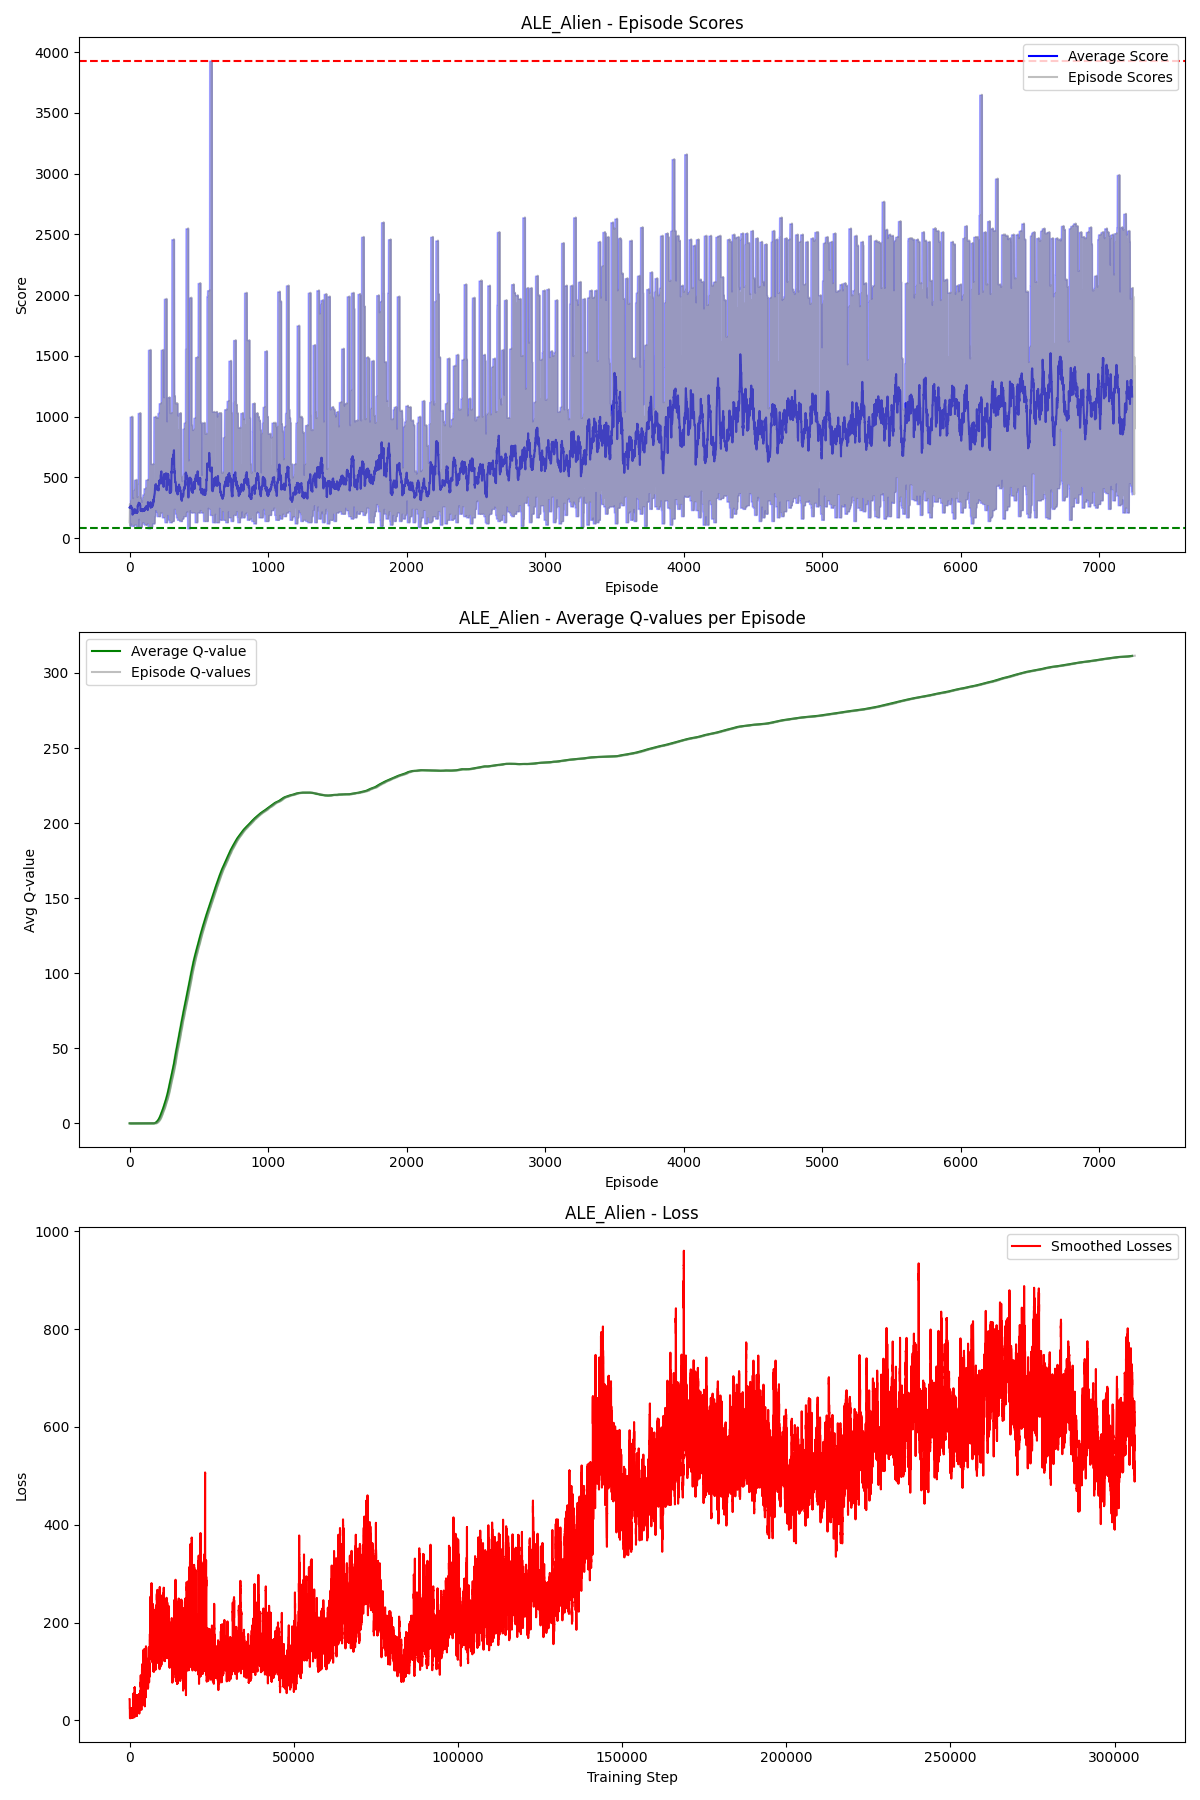 ALE_Alien - Episode Scores
Average Score
Episode Scores
Score
4000
3500
3000
2500
2000
1500
1000
500
0
0 1000 2000 3000 4000 5000 6000 7000
Episode
ALE_Alien - Average Q-values per Episode
Average Q-value
Episode Q-values
Avg Q-value
300
250
200
150
100
50
0
0 1000 2000 3000 4000 5000 6000 7000
Episode
ALE_Alien - Loss
Smoothed Losses
Loss
1000
800
600
400
200
0
0 50000 100000 150000 200000 250000 300000
Training Step